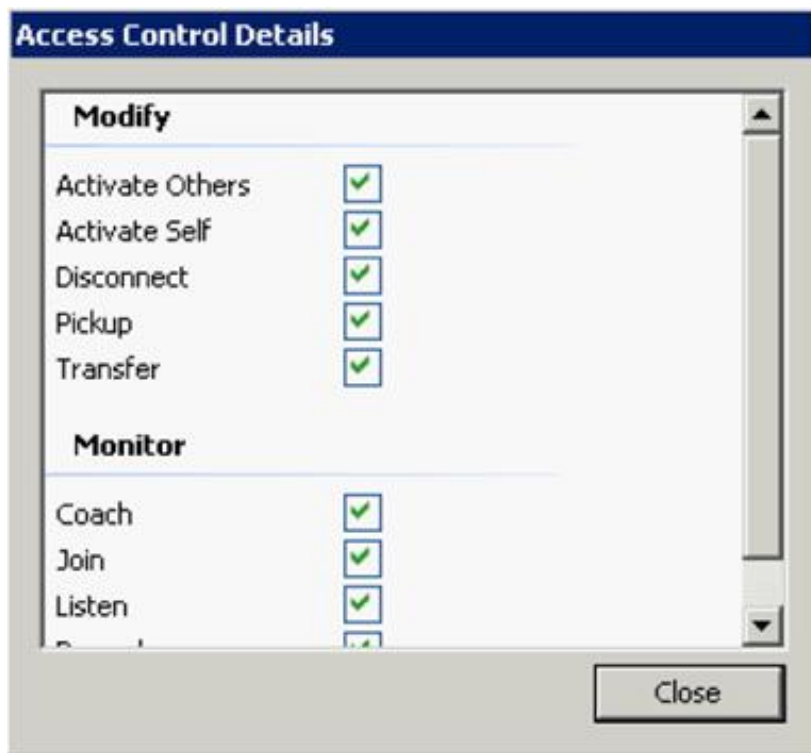 Access Control Details
Modify
Activate Others
Activate Self
Disconnect
Pickup
Transfer
Monitor
Coach
Join
Listen
Close